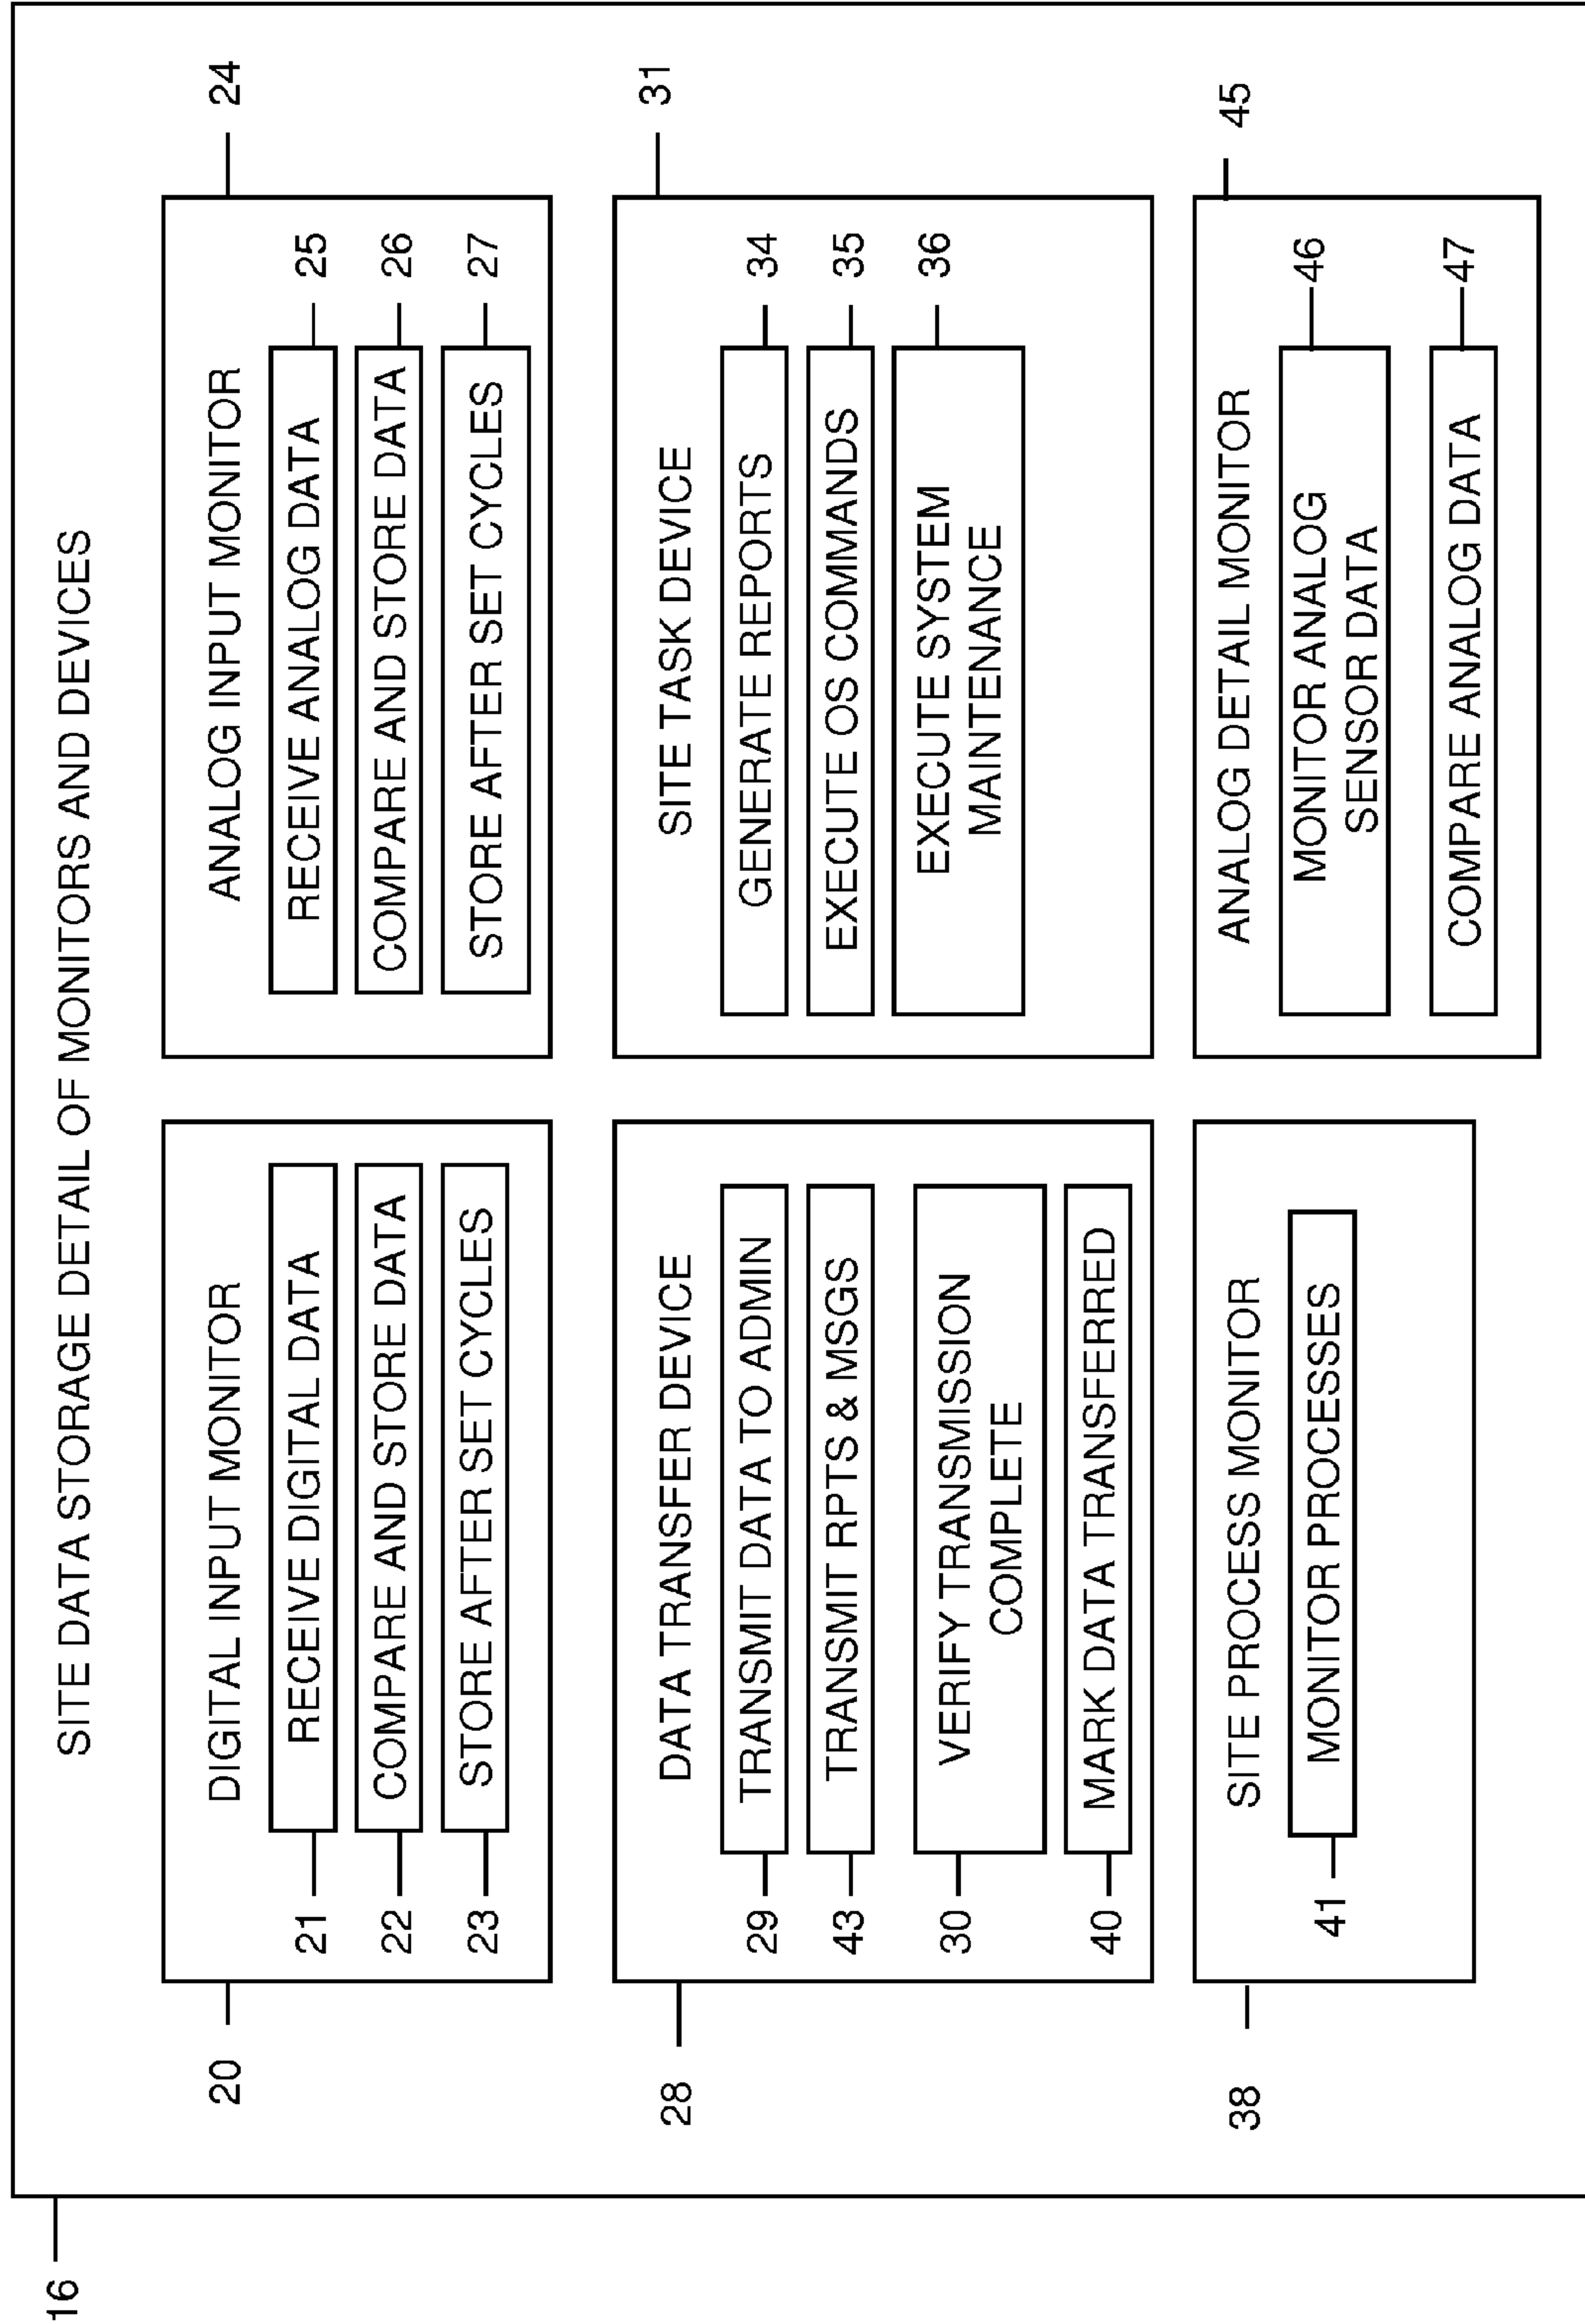 SITE DATA STORAGE DETAIL OF MONITORS AND DEVICES
16
20
DIGITAL INPUT MONITOR
21
RECEIVE DIGITAL DATA
22
COMPARE AND STORE DATA
23
STORE AFTER SET CYCLES
24
ANALOG INPUT MONITOR
RECEIVE ANALOG DATA
25
COMPARE AND STORE DATA
26
STORE AFTER SET CYCLES
27
28
DATA TRANSFER DEVICE
29
TRANSMIT DATA TO ADMIN
43
TRANSMIT RPTS & MSGS
30
VERIFY TRANSMISSION
COMPLETE
40
MARK DATA TRANSFERRED
31
SITE TASK DEVICE
GENERATE REPORTS
34
EXECUTE OS COMMANDS
35
EXECUTE SYSTEM
MAINTENANCE
36
38
SITE PROCESS MONITOR
41
MONITOR PROCESSES
45
ANALOG DETAIL MONITOR
MONITOR ANALOG
SENSOR DATA
46
COMPARE ANALOG DATA
47